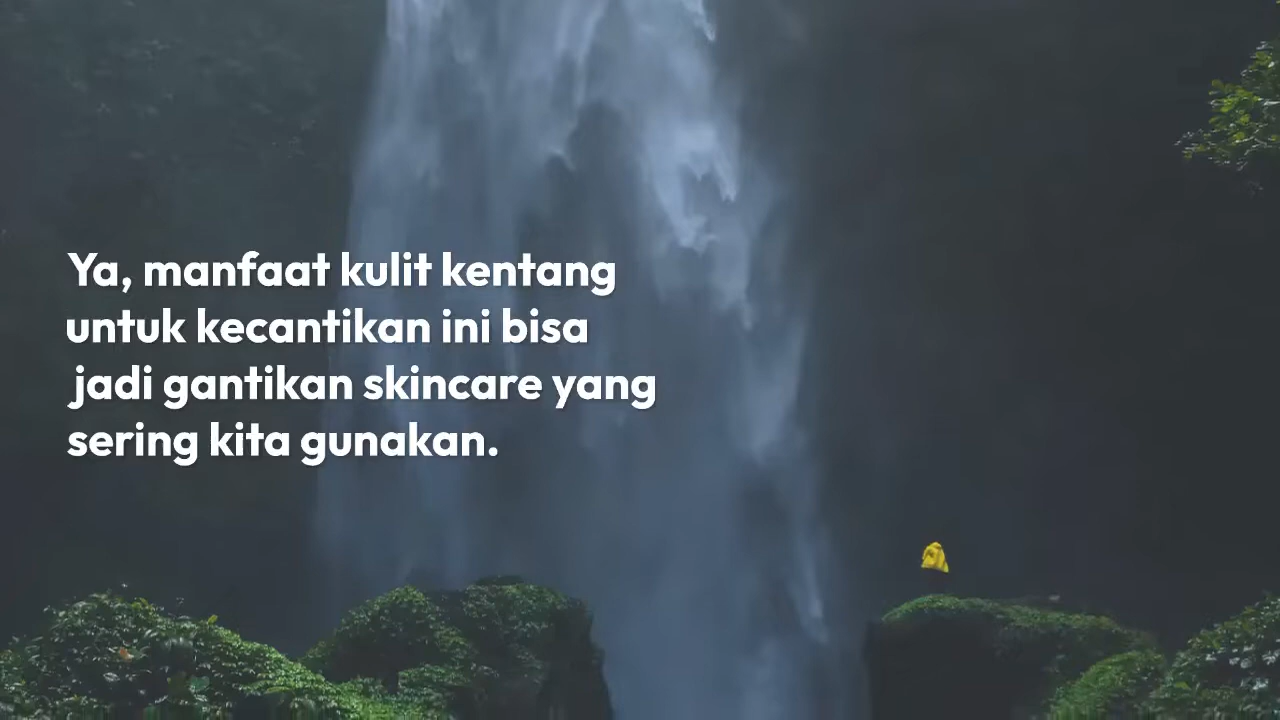 Ya, manfaat kulit kentang
untuk kecantikan ini bisa
jadi gantikan skincare yang
sering kita gunakan.